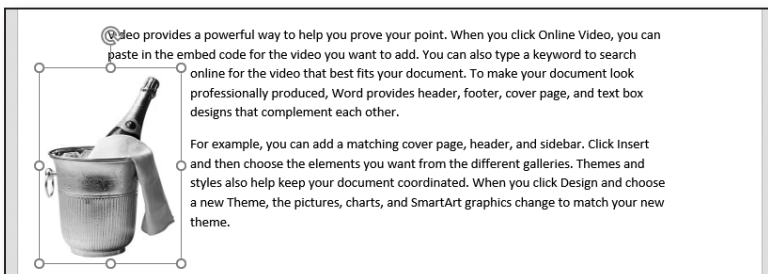 Video provides a powerful way to help you prove your point. When you click Online Video, you can
paste in the embed code for the video you want to add. You can also type a keyword to search
online for the video that best fits your document. To make your document look
professionally produced, Word provides header, footer, cover page, and text box
designs that complement each other.
For example, you can add a matching cover page, header, and sidebar. Click Insert
and then choose the elements you want from the different galleries. Themes and
styles also help keep your document coordinated. When you click Design and choose
a new Theme, the pictures, charts, and SmartArt graphics change to match your new
theme.